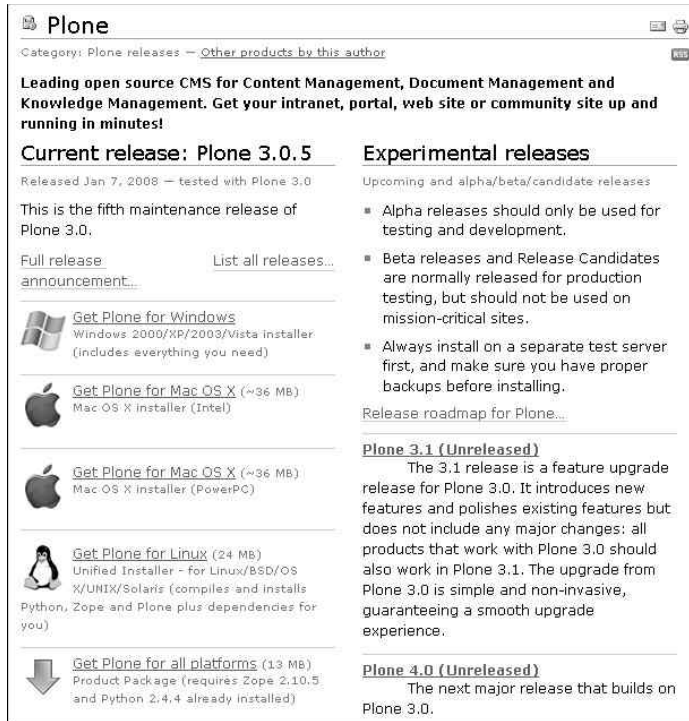 Plone
Category: Plone releases — Other products by this author
RSS
Leading open source CMS for Content Management, Document Management and
Knowledge Management. Get your intranet, portal, web site or community site up and
running in minutes!
Current release: Plone 3.0.5
Released Jan 7, 2008 — tested with Plone 3.0
This is the fifth maintenance release of
Plone 3.0.
Full release
announcement...
List all releases...
Get Plone for Windows
Windows 2000/XP/2003/Vista installer
(includes everything you need)
Get Plone for Mac OS X (~36 MB)
Mac OS X installer (Intel)
Get Plone for Mac OS X (~36 MB)
Mac OS X installer (PowerPC)
Get Plone for Linux (24 MB)
Unified Installer - for Linux/BSD/OS
X/UNIX/Solaris (compiles and installs
Python, Zope and Plone plus dependencies for
you)
Get Plone for all platforms (13 MB)
Product Package (requires Zope 2.10.5
and Python 2.4.4 already installed)
Experimental releases
Upcoming and alpha/beta/candidate releases
Alpha releases should only be used for
testing and development.
Beta releases and Release Candidates
are normally released for production
testing, but should not be used on
mission-critical sites.
Always install on a separate test server
first, and make sure you have proper
backups before installing.
Release roadmap for Plone...
Plone 3.1 (Unreleased)
The 3.1 release is a feature upgrade
release for Plone 3.0. It introduces new
features and polishes existing features but
does not include any major changes: all
products that work with Plone 3.0 should
also work in Plone 3.1. The upgrade from
Plone 3.0 is simple and non-invasive,
guaranteeing a smooth upgrade
experience.
Plone 4.0 (Unreleased)
The next major release that builds on
Plone 3.0.